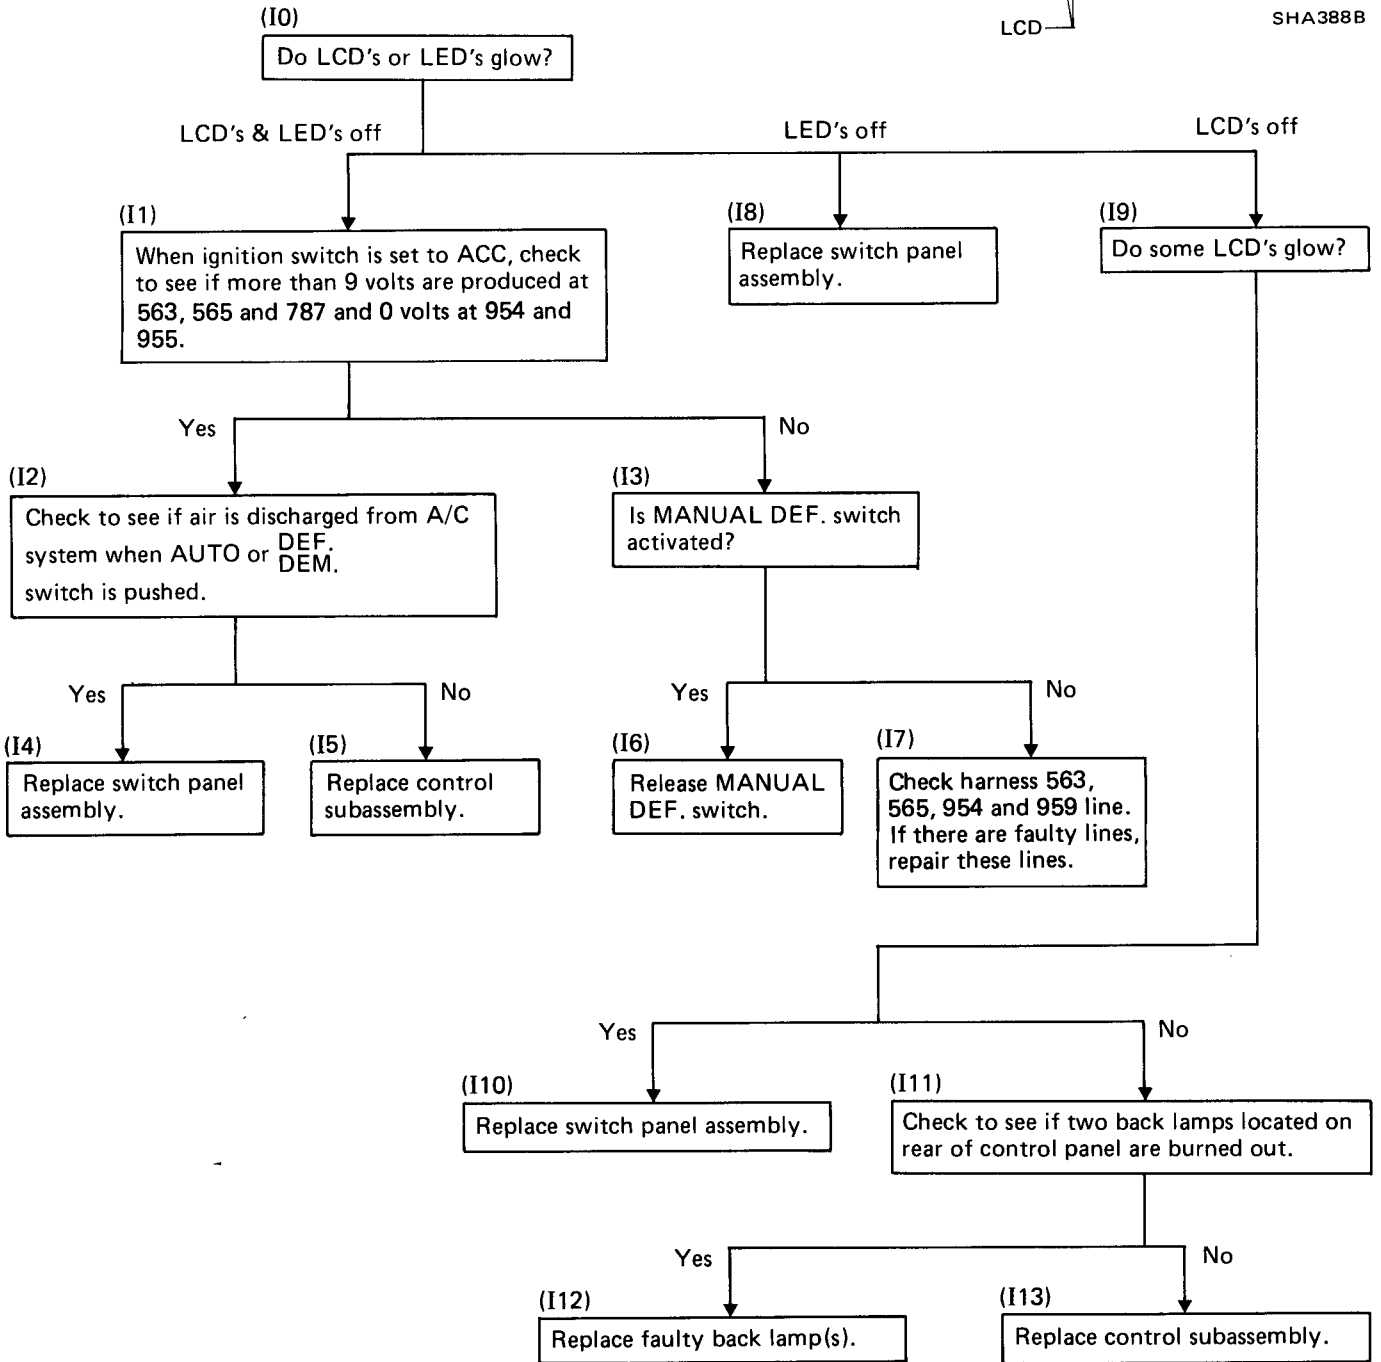 (I0)
LCD
SHA388B
Do LCD's or LED's glow?
LCD's & LED's off
LED's off
LCD's off
(I1)
When ignition switch is set to ACC, check
to see if more than 9 volts are produced at
563, 565 and 787 and 0 volts at 954 and
955.
(I8)
Replace switch panel
assembly.
(I9)
Do some LCD's glow?
Yes
No
(I2)
Check to see if air is discharged from A/C
system when AUTO or DEF.
DEM.
switch is pushed.
(I3)
Is MANUAL DEF. switch
activated?
Yes
No
Yes
No
(I4)
Replace switch panel
assembly.
(I5)
Replace control
subassembly.
(I6)
Release MANUAL
DEF. switch.
(I7)
Check harness 563,
565, 954 and 959 line.
If there are faulty lines,
repair these lines.
Yes
No
(I10)
Replace switch panel assembly.
(I11)
Check to see if two back lamps located on
rear of control panel are burned out.
Yes
No
(I12)
Replace faulty back lamp(s).
(I13)
Replace control subassembly.